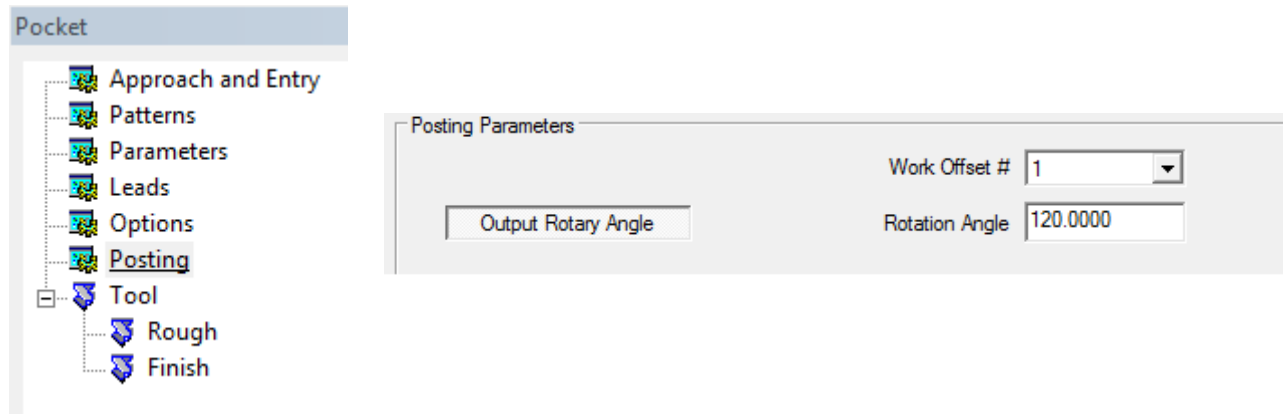 Pocket
Approach and Entry
Patterns
Parameters
Leads
Options
Posting
Tool
Rough
Finish
Posting Parameters
Work Offset # 1
Output Rotary Angle
Rotation Angle 120.0000